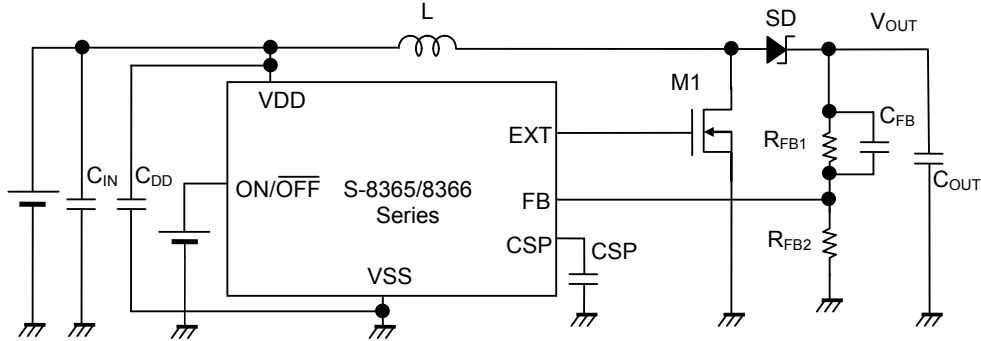 L
SD
VOUT
VDD
M1
CFB
EXT
RFB1
CIN
CDD
ON/OFF
S-8365/8366
Series
COUT
FB
CSP
CSP
RFB2
VSS